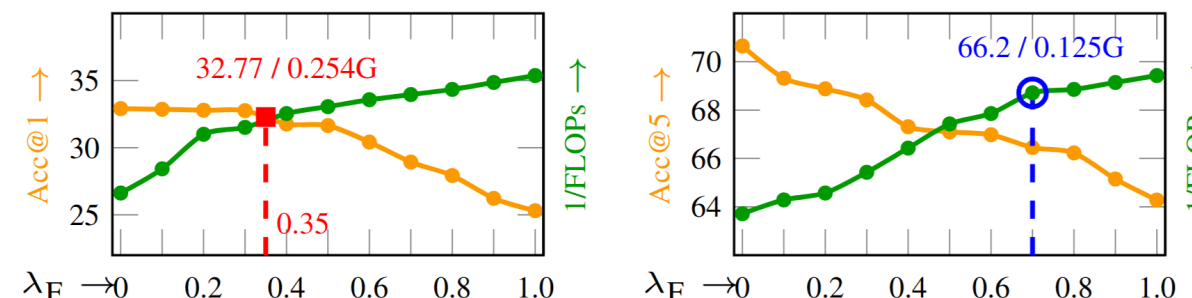 Acc@1 →
35
30
25
32.77 / 0.254G
0.35
1/FLOPs →
λF → 0 0.2 0.4 0.6 0.8 1.0
Acc@5 →
70
68
66
64
66.2 / 0.125G
λF → 0 0.2 0.4 0.6 0.8 1.0